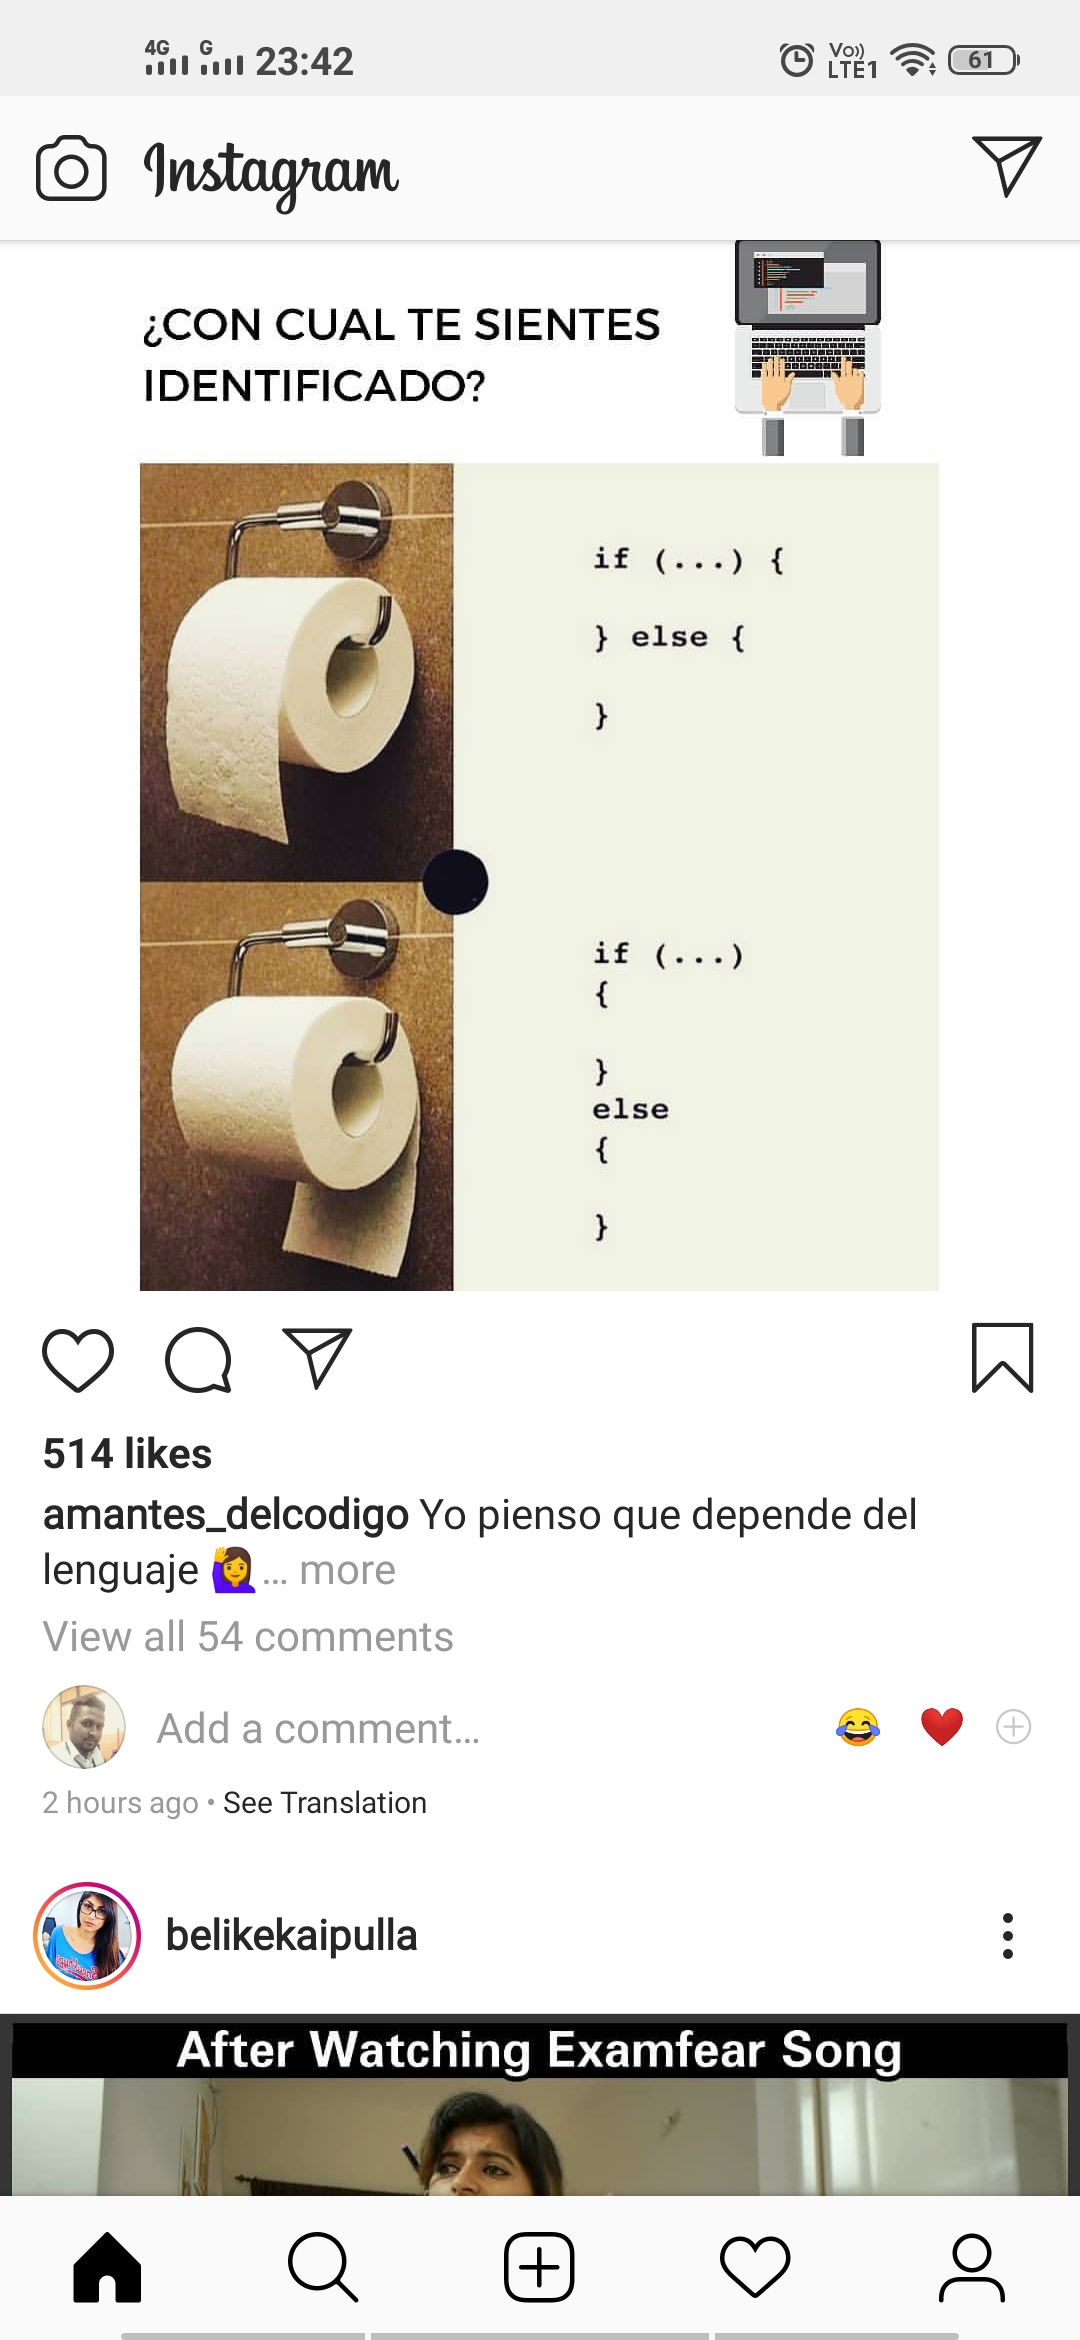 4G G 23:42 Vo)) LTE1 61
Instagram
¿CON CUAL TE SIENTES
IDENTIFICADO?
if (...) {
} else {
}
if (...)
{
}
else
{
}
514 likes
amantes_delcodigo Yo pienso que depende del
lenguaje 🙋‍♀️... more
View all 54 comments
Add a comment...
2 hours ago • See Translation
belikekaipulla
After Watching Examfear Song